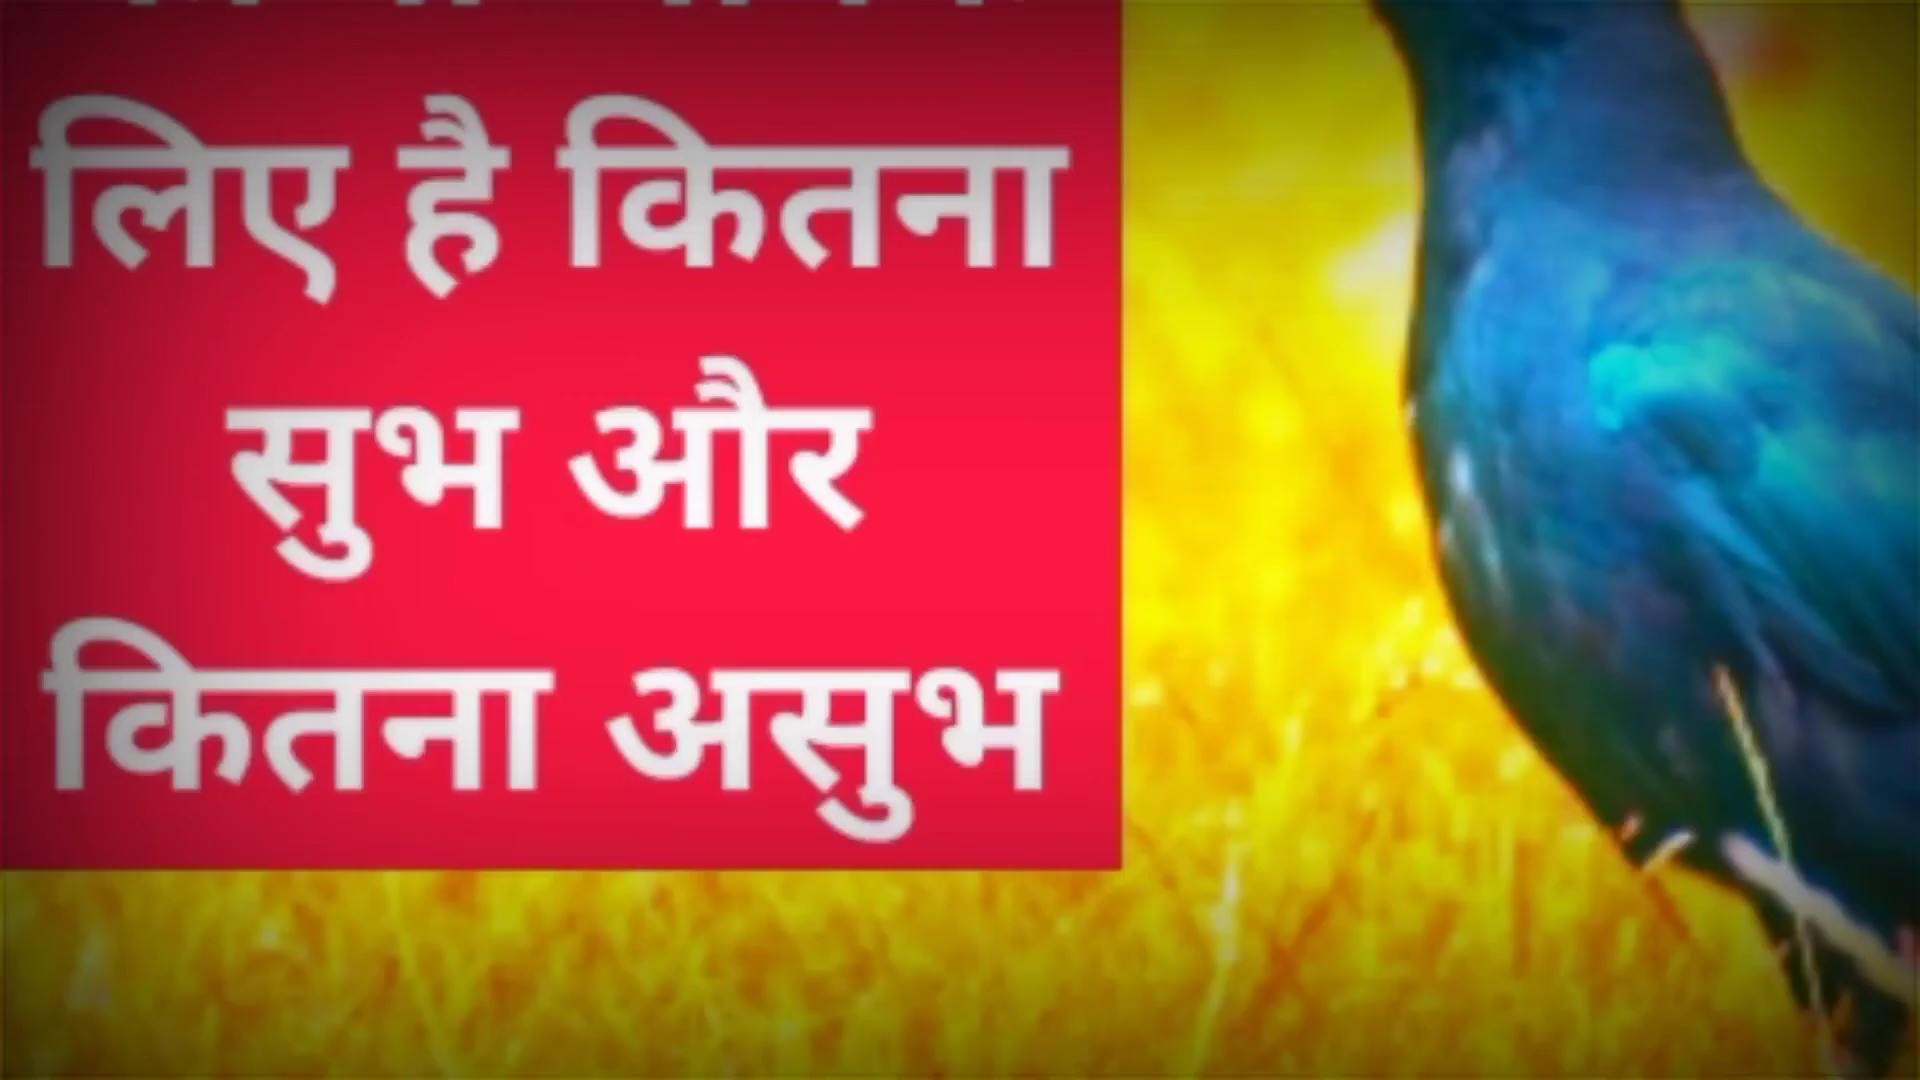 लिए है कितना
सुभ और
कितना असुभ